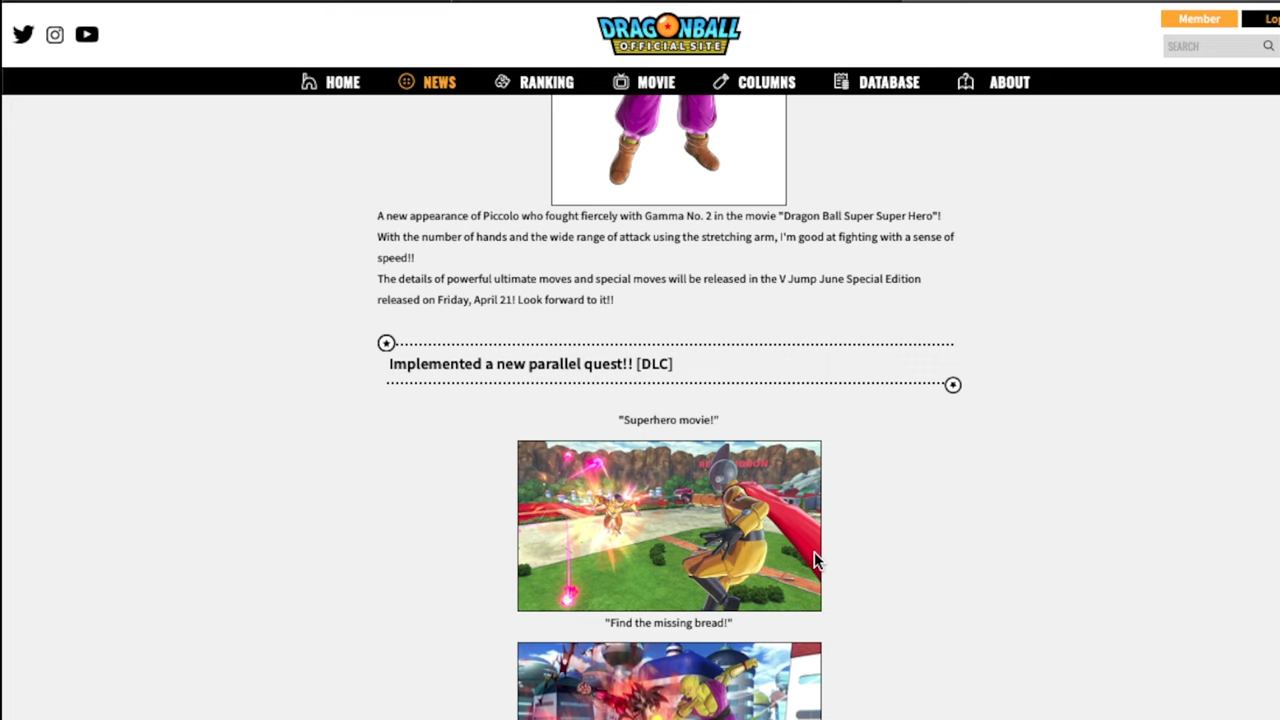 DRAGONBALL
OFFICIAL SITE
Member
SEARCH
HOME
NEWS
RANKING
MOVIE
COLUMNS
DATABASE
ABOUT
A new appearance of Piccolo who fought fiercely with Gamma No. 2 in the movie "Dragon Ball Super Super Hero"!
With the number of hands and the wide range of attack using the stretching arm, I'm good at fighting with a sense of
speed!!
The details of powerful ultimate moves and special moves will be released in the V Jump June Special Edition
released on Friday, April 21! Look forward to it!!
Implemented a new parallel quest!! [DLC]
"Superhero movie!"
"Find the missing bread!"